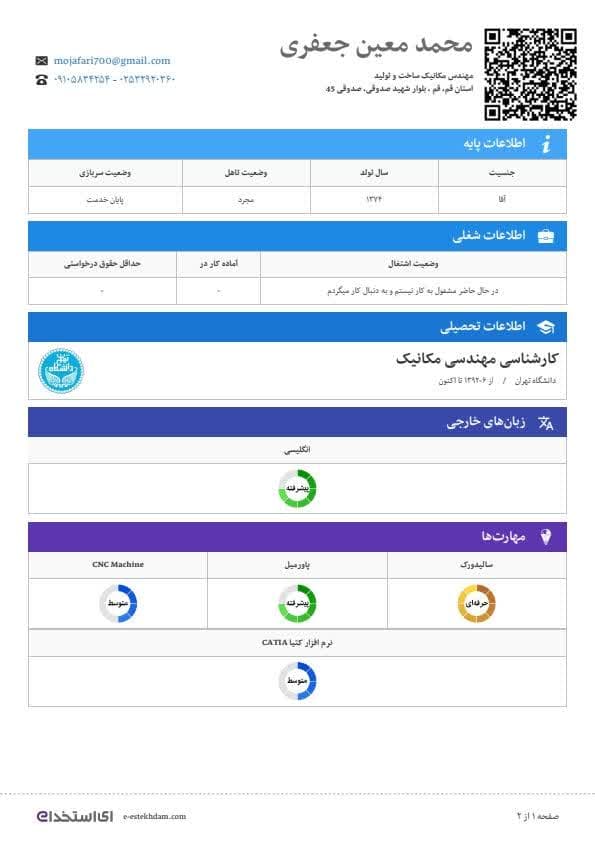 محمد معین جعفری
مهندس مکانیک ساخت و تولید
استان قم، قم ، بلوار شهید صدوقی، صدوقی 45
mojafari700@gmail.com
۰۹۱۰۵۸۳۴۲۵۴ - ۰۲۵۳۲۹۲۰۲۶۰
اطلاعات پایه
جنسیت سال تولد وضعیت تاهل وضعیت سربازی
آقا ۱۳۷۴ مجرد پایان خدمت
اطلاعات شغلی
وضعیت اشتغال آماده کار در حداقل حقوق درخواستی
در حال حاضر مشغول به کار نیستم و به دنبال کار میگردم - -
اطلاعات تحصیلی
کارشناسی مهندسی مکانیک
دانشگاه تهران / از ۱۳۹۲-۰۶ تا اکنون
زبان‌های خارجی
انگلیسی
پیشرفته
مهارت‌ها
سالیدورک پاورمیل CNC Machine
حرفه‌ای پیشرفته متوسط
نرم افزار کتیا CATIA
متوسط
صفحه ۱ از ۲
e-estekhdam.com
ای‌استخدام